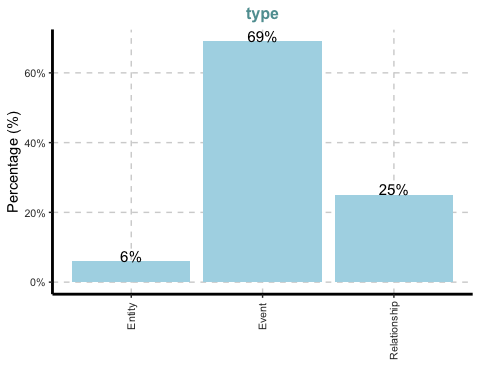 type
Percentage (%)
60%
40%
20%
0%
69%
25%
6%
Entity
Event
Relationship